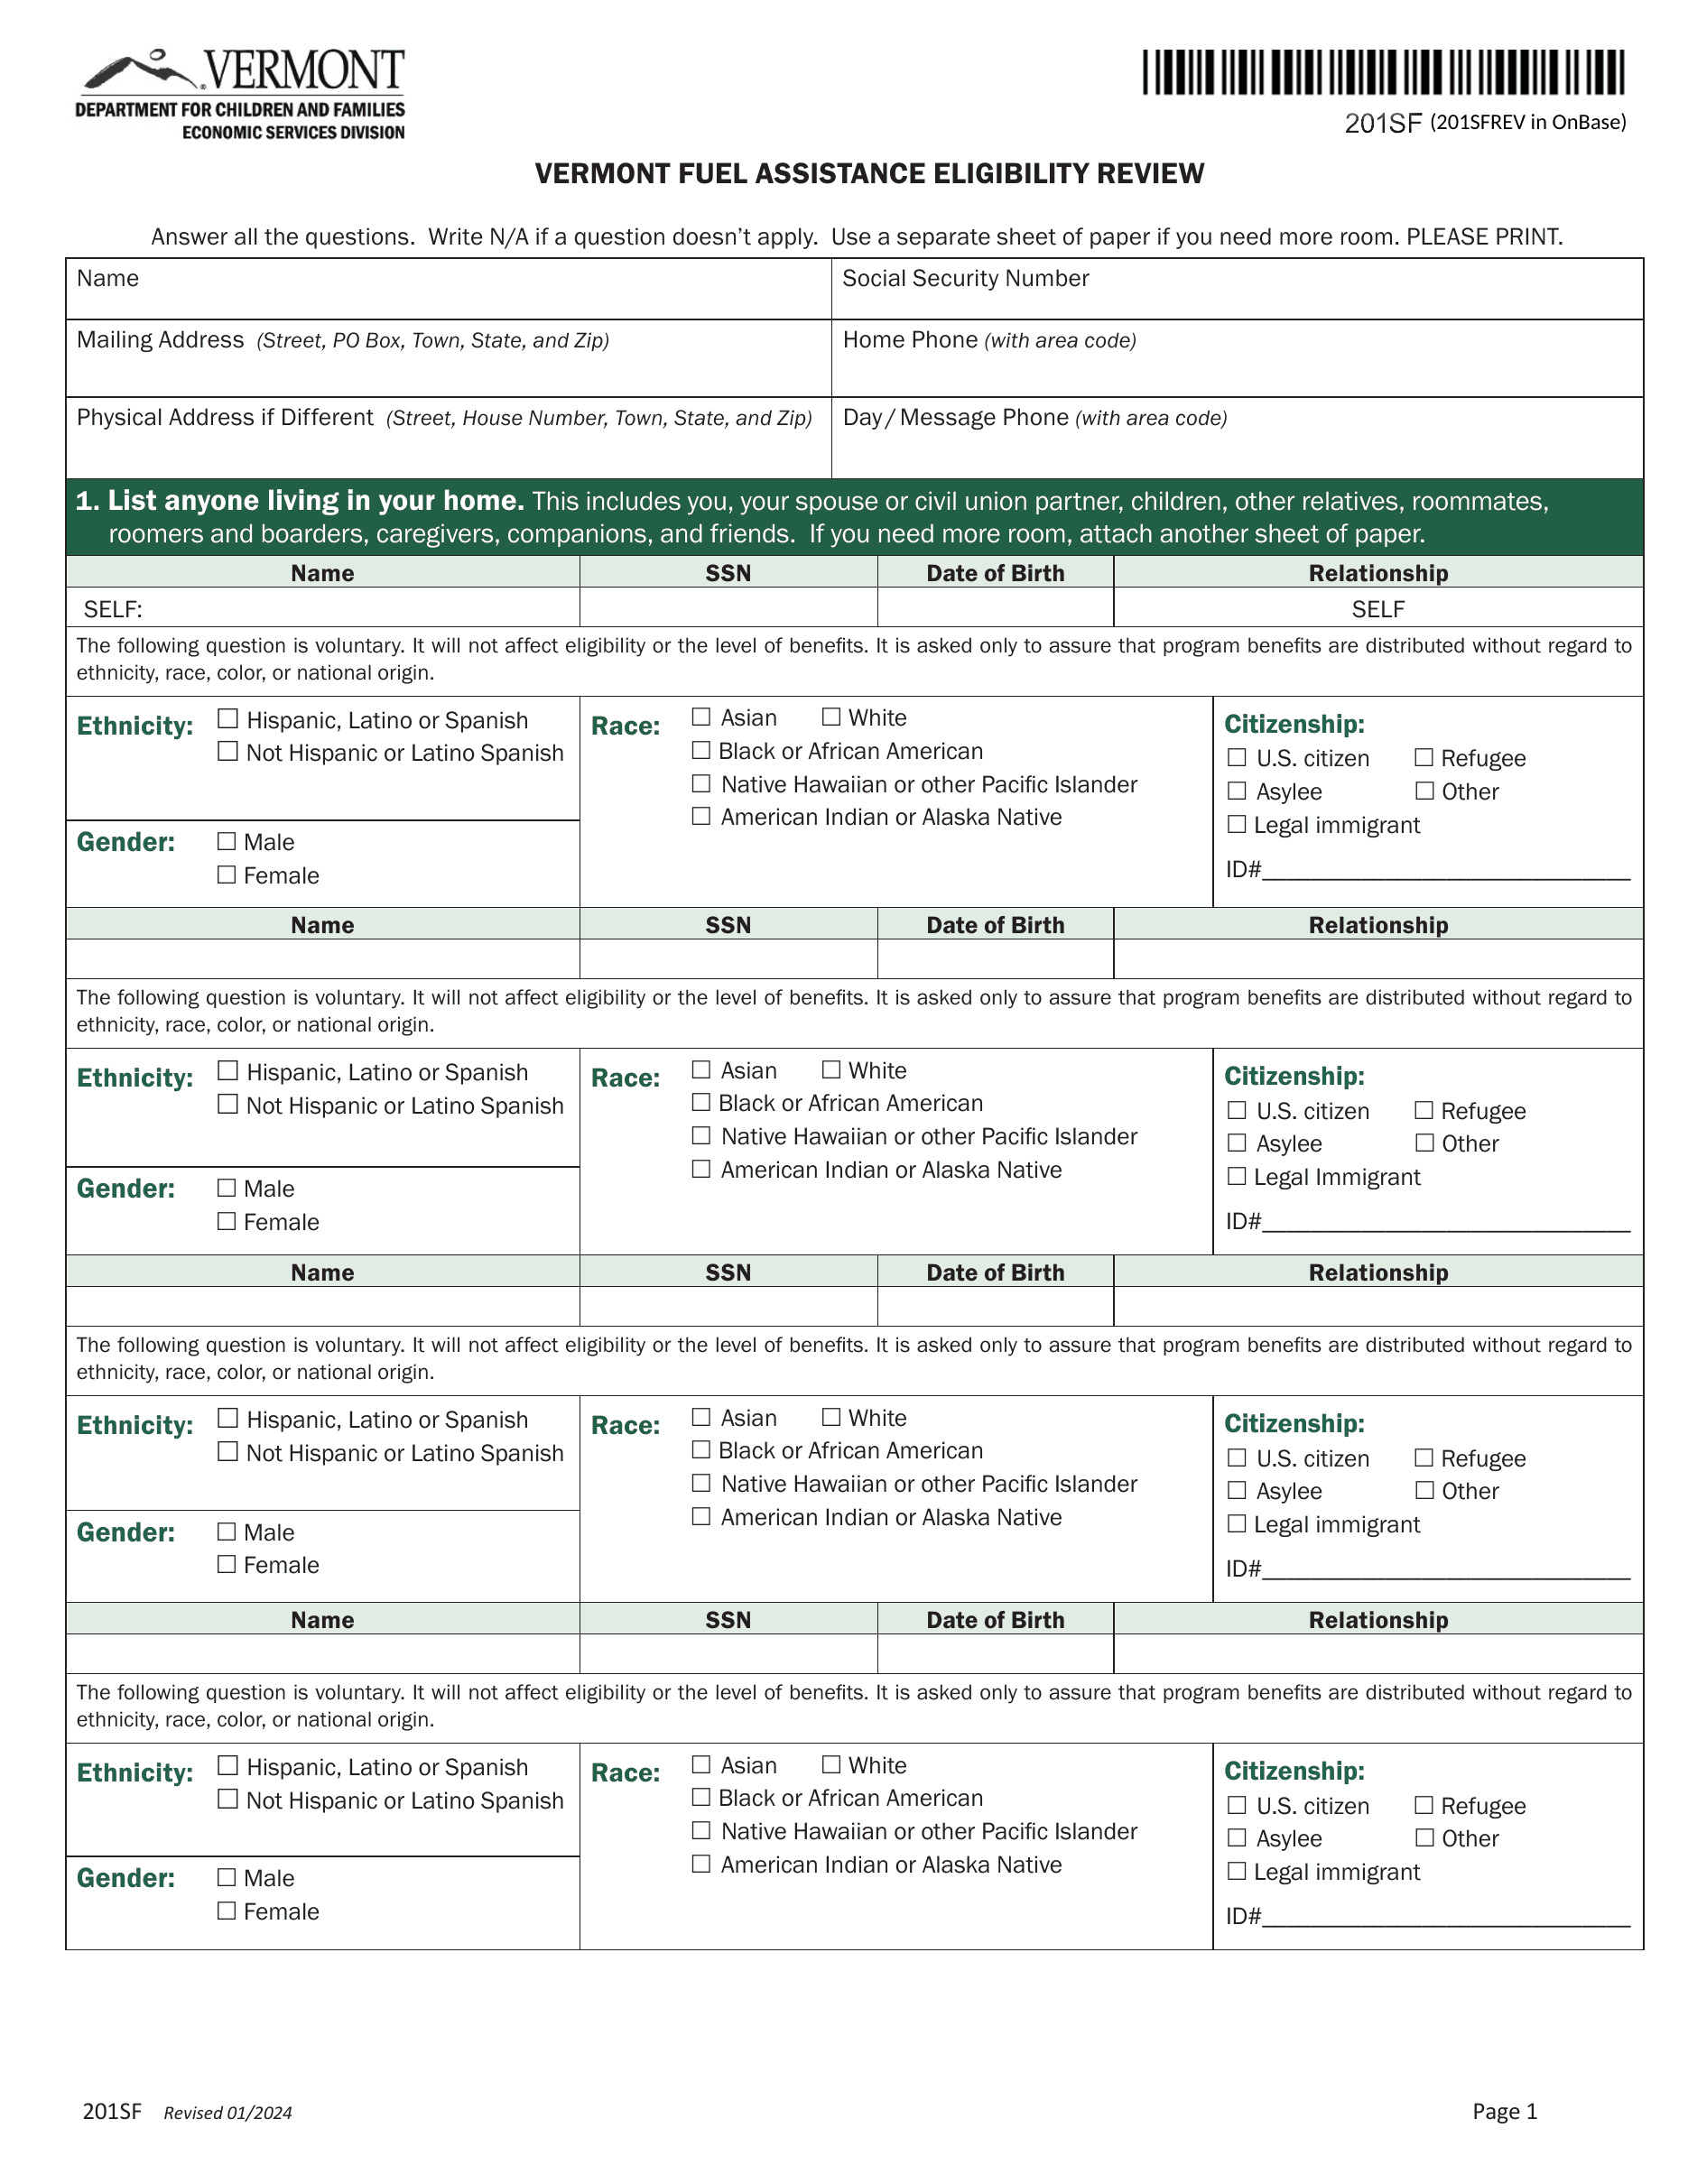 VERMONT
DEPARTMENT FOR CHILDREN AND FAMILIES
ECONOMIC SERVICES DIVISION
201SF (201SFREV in OnBase)
VERMONT FUEL ASSISTANCE ELIGIBILITY REVIEW
Answer all the questions. Write N/A if a question doesn't apply. Use a separate sheet of paper if you need more room. PLEASE PRINT.
Name Social Security Number
Mailing Address (Street, PO Box, Town, State, and Zip) Home Phone (with area code)
Physical Address if Different (Street, House Number, Town, State, and Zip) Day / Message Phone (with area code)
1. List anyone living in your home. This includes you, your spouse or civil union partner, children, other relatives, roommates,
roomers and boarders, caregivers, companions, and friends. If you need more room, attach another sheet of paper.
Name SSN Date of Birth Relationship
SELF: SELF
The following question is voluntary. It will not affect eligibility or the level of benefits. It is asked only to assure that program benefits are distributed without regard to
ethnicity, race, color, or national origin.
Ethnicity: ☐ Hispanic, Latino or Spanish
☐ Not Hispanic or Latino Spanish
Gender: ☐ Male
☐ Female
Race: ☐ Asian ☐ White
☐ Black or African American
☐ Native Hawaiian or other Pacific Islander
☐ American Indian or Alaska Native
Citizenship:
☐ U.S. citizen ☐ Refugee
☐ Asylee ☐ Other
☐ Legal immigrant
ID#______________________________
Name SSN Date of Birth Relationship
The following question is voluntary. It will not affect eligibility or the level of benefits. It is asked only to assure that program benefits are distributed without regard to
ethnicity, race, color, or national origin.
Ethnicity: ☐ Hispanic, Latino or Spanish
☐ Not Hispanic or Latino Spanish
Gender: ☐ Male
☐ Female
Race: ☐ Asian ☐ White
☐ Black or African American
☐ Native Hawaiian or other Pacific Islander
☐ American Indian or Alaska Native
Citizenship:
☐ U.S. citizen ☐ Refugee
☐ Asylee ☐ Other
☐ Legal Immigrant
ID#______________________________
Name SSN Date of Birth Relationship
The following question is voluntary. It will not affect eligibility or the level of benefits. It is asked only to assure that program benefits are distributed without regard to
ethnicity, race, color, or national origin.
Ethnicity: ☐ Hispanic, Latino or Spanish
☐ Not Hispanic or Latino Spanish
Gender: ☐ Male
☐ Female
Race: ☐ Asian ☐ White
☐ Black or African American
☐ Native Hawaiian or other Pacific Islander
☐ American Indian or Alaska Native
Citizenship:
☐ U.S. citizen ☐ Refugee
☐ Asylee ☐ Other
☐ Legal immigrant
ID#______________________________
Name SSN Date of Birth Relationship
The following question is voluntary. It will not affect eligibility or the level of benefits. It is asked only to assure that program benefits are distributed without regard to
ethnicity, race, color, or national origin.
Ethnicity: ☐ Hispanic, Latino or Spanish
☐ Not Hispanic or Latino Spanish
Gender: ☐ Male
☐ Female
Race: ☐ Asian ☐ White
☐ Black or African American
☐ Native Hawaiian or other Pacific Islander
☐ American Indian or Alaska Native
Citizenship:
☐ U.S. citizen ☐ Refugee
☐ Asylee ☐ Other
☐ Legal immigrant
ID#______________________________
201SF Revised 01/2024 Page 1